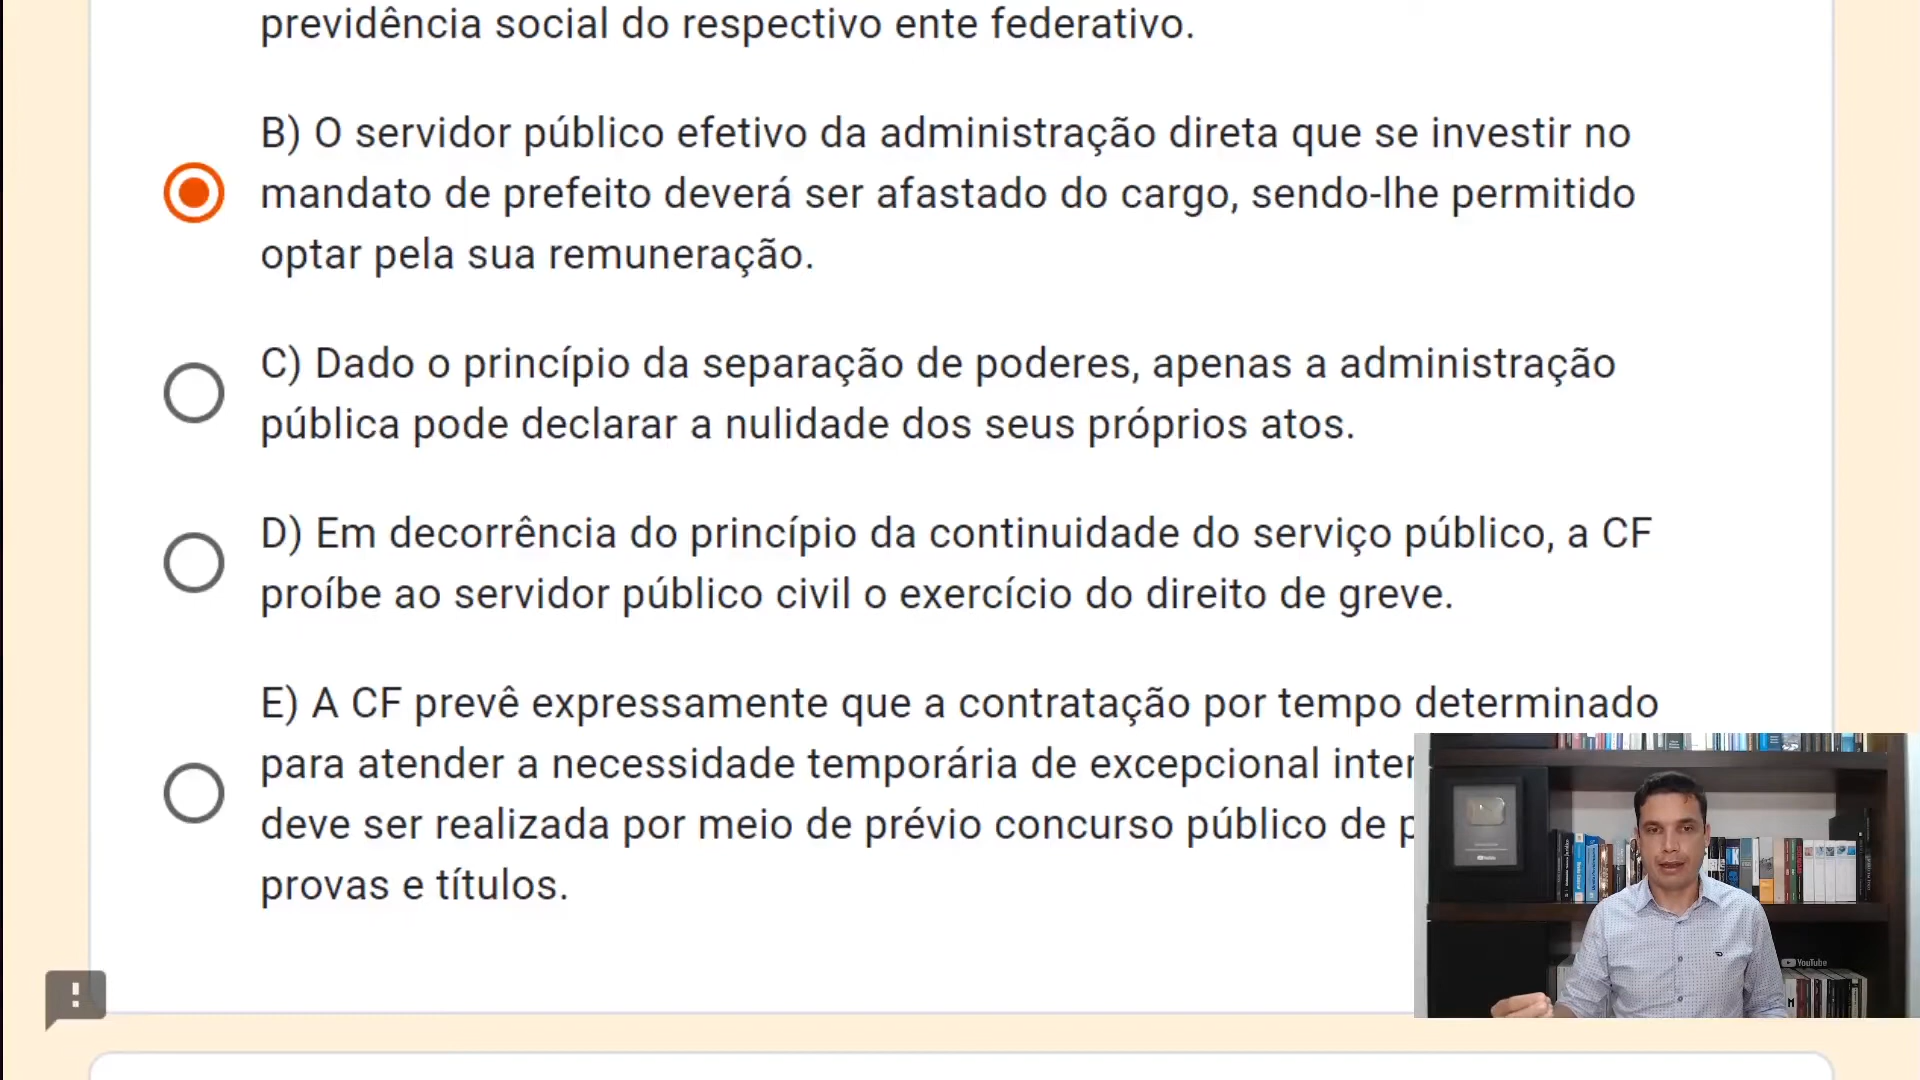 previdência social do respectivo ente federativo.
B) O servidor público efetivo da administração direta que se investir no
mandato de prefeito deverá ser afastado do cargo, sendo-lhe permitido
optar pela sua remuneração.
C) Dado o princípio da separação de poderes, apenas a administração
pública pode declarar a nulidade dos seus próprios atos.
D) Em decorrência do princípio da continuidade do serviço público, a CF
proíbe ao servidor público civil o exercício do direito de greve.
E) A CF prevê expressamente que a contratação por tempo determinado
para atender a necessidade temporária de excepcional
deve ser realizada por meio de prévio concurso público de
provas e títulos.
YouTube